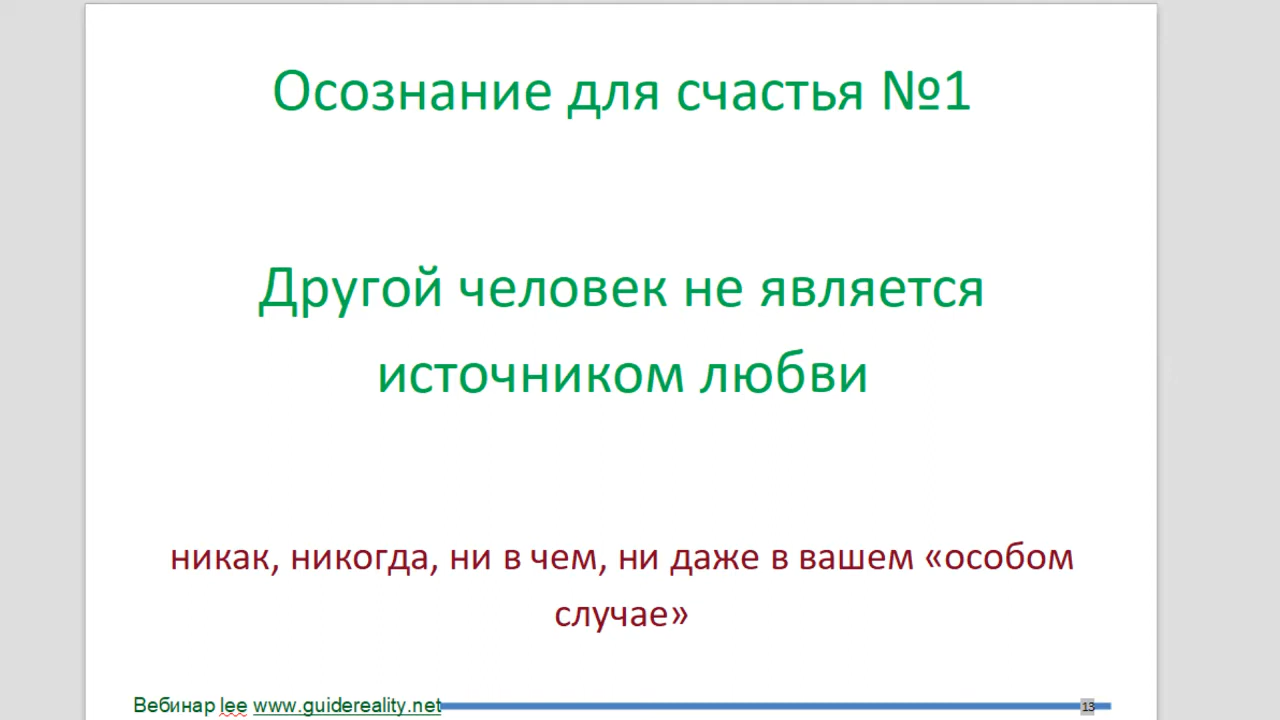 Осознание для счастья №1
Другой человек не является
источником любви
никак, никогда, ни в чем, ни даже в вашем «особом
случае»
Вебинар lee www.guidereality.net 13